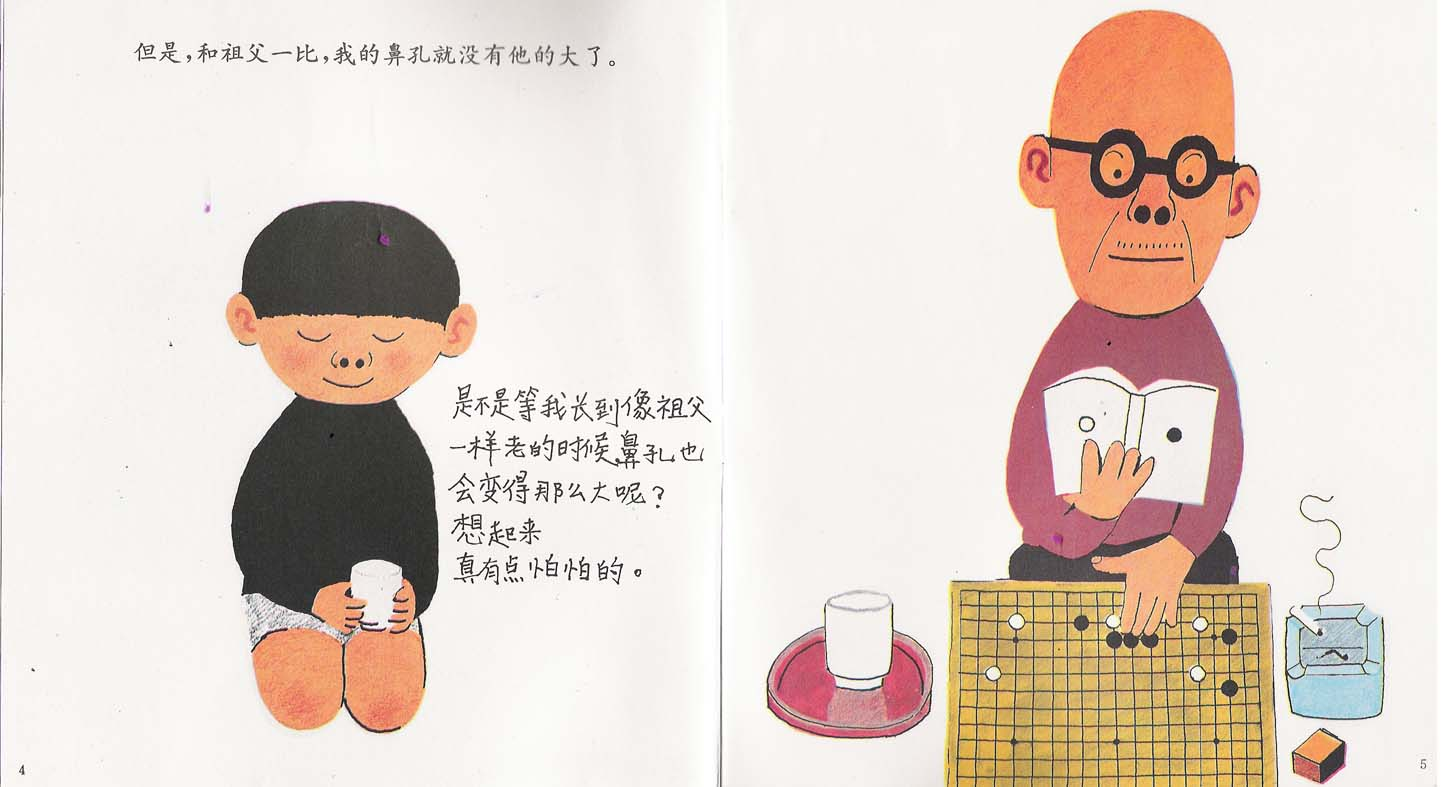 但是,和祖父一比,我的鼻孔就没有他的大了。
是不是等我长到像祖父
一样老的时候,鼻孔也
会变得那么大呢?
想起来
真有点怕怕的。
4
5